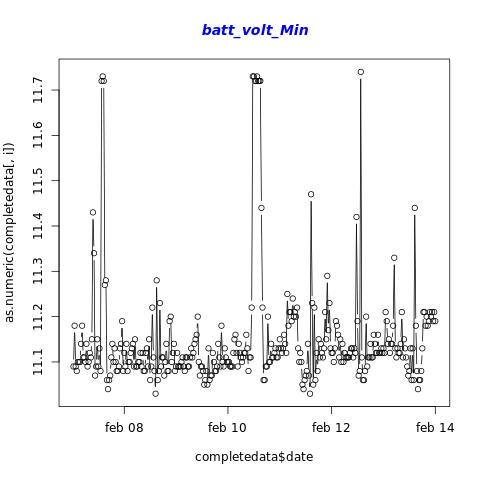 batt_volt_Min
as.numeric(completedata[, i])
11.7
11.6
11.5
11.4
11.3
11.2
11.1
feb 08 feb 10 feb 12 feb 14
completedata$date